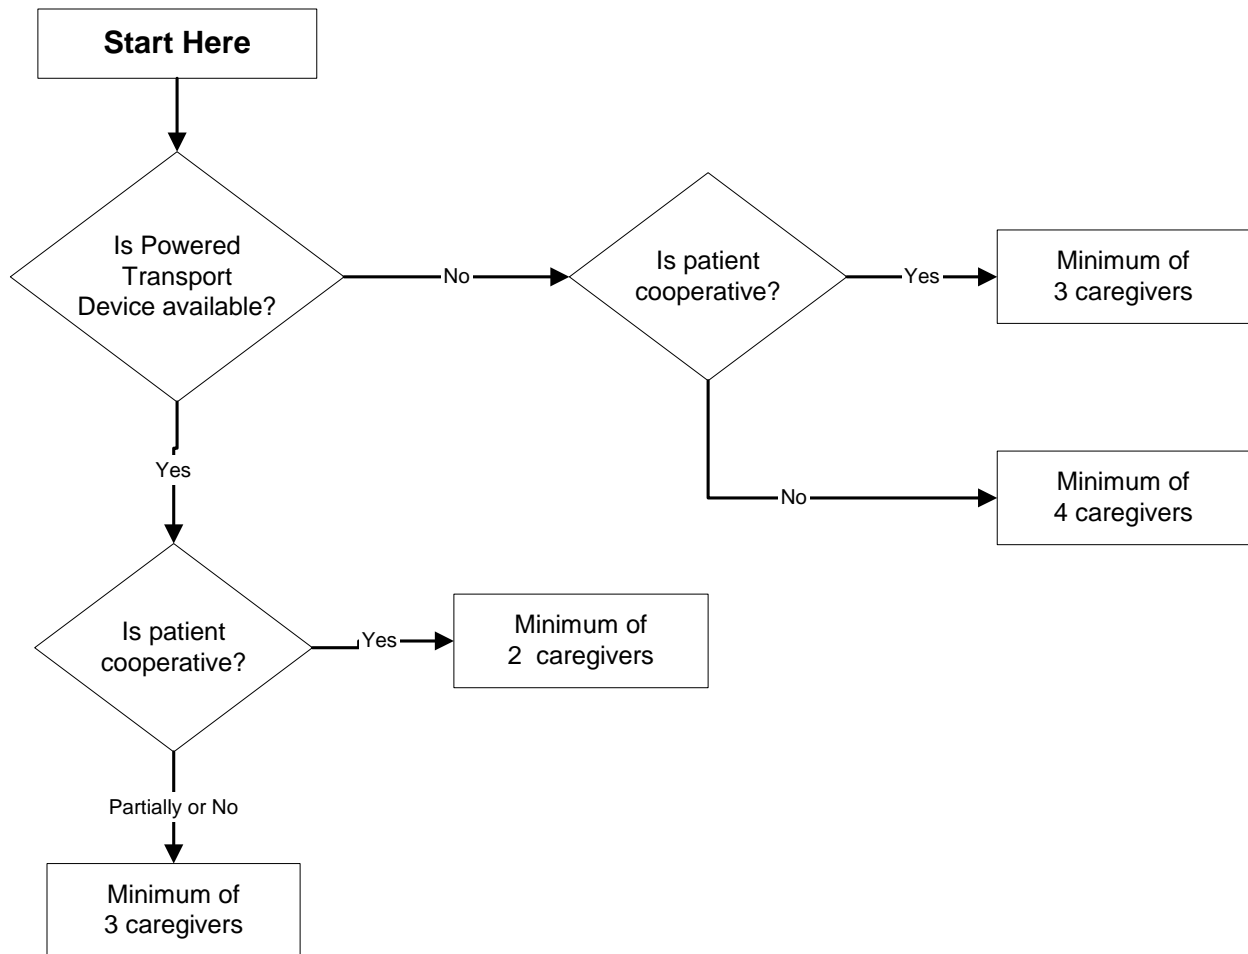 Start Here
Is Powered
Transport
Device available?
No
Is patient
cooperative?
Yes
Minimum of
3 caregivers
No
Minimum of
4 caregivers
Yes
Is patient
cooperative?
Yes
Minimum of
2 caregivers
Partially or No
Minimum of
3 caregivers